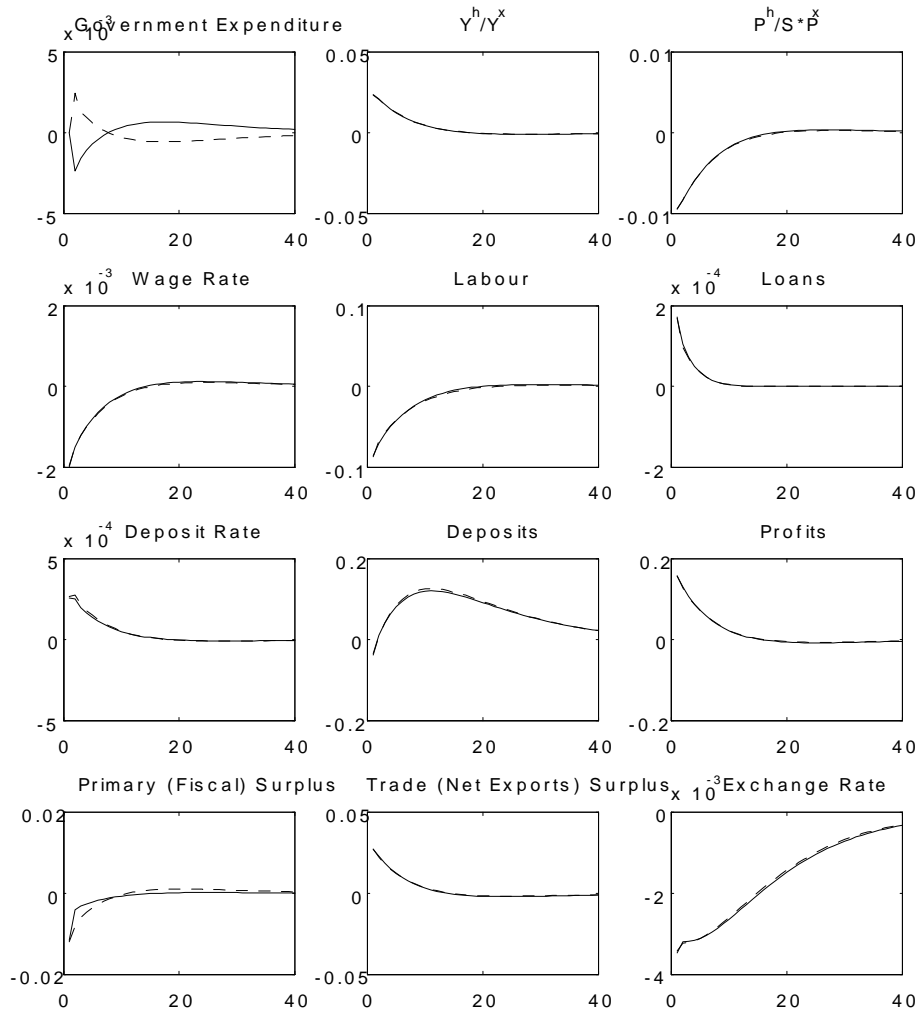 Government Expenditure
x 10^-3
5
0
-5
0 20 40
Y^h/Y^x
0.05
0
-0.05
0 20 40
P^h/S*P^x
0.01
0
-0.01
0 20 40
Wage Rate
x 10^-3
2
0
-2
0 20 40
Labour
0.1
0
-0.1
0 20 40
Loans
x 10^-4
2
0
-2
0 20 40
Deposit Rate
x 10^-4
5
0
-5
0 20 40
Deposits
0.2
0
-0.2
0 20 40
Profits
0.2
0
-0.2
0 20 40
Primary (Fiscal) Surplus
0.02
0
-0.02
0 20 40
Trade (Net Exports) Surplus
0.05
0
-0.05
0 20 40
Exchange Rate
x 10^-3
0
-2
-4
0 20 40